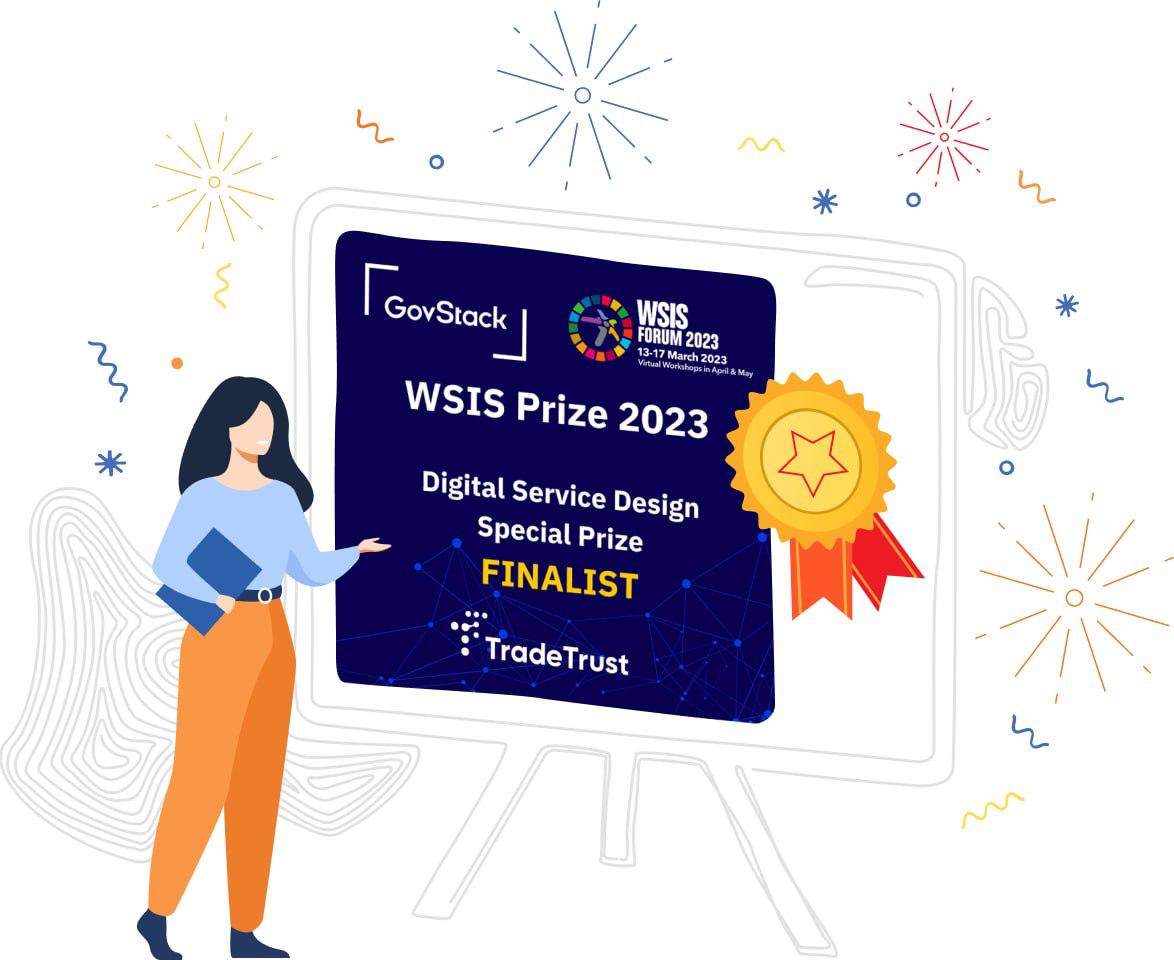 GovStack
WSIS
FORUM 2023
13-17 March 2023
Virtual Workshops in April & May
WSIS Prize 2023
Digital Service Design
Special Prize
FINALIST
TradeTrust